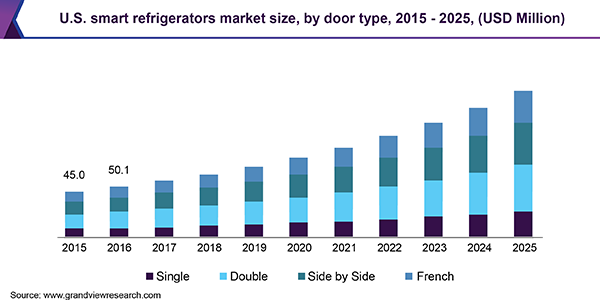 U.S. smart refrigerators market size, by door type, 2015 - 2025, (USD Million)
45.0 50.1
2015 2016 2017 2018 2019 2020 2021 2022 2023 2024 2025
Single Double Side by Side French
Source: www.grandviewresearch.com